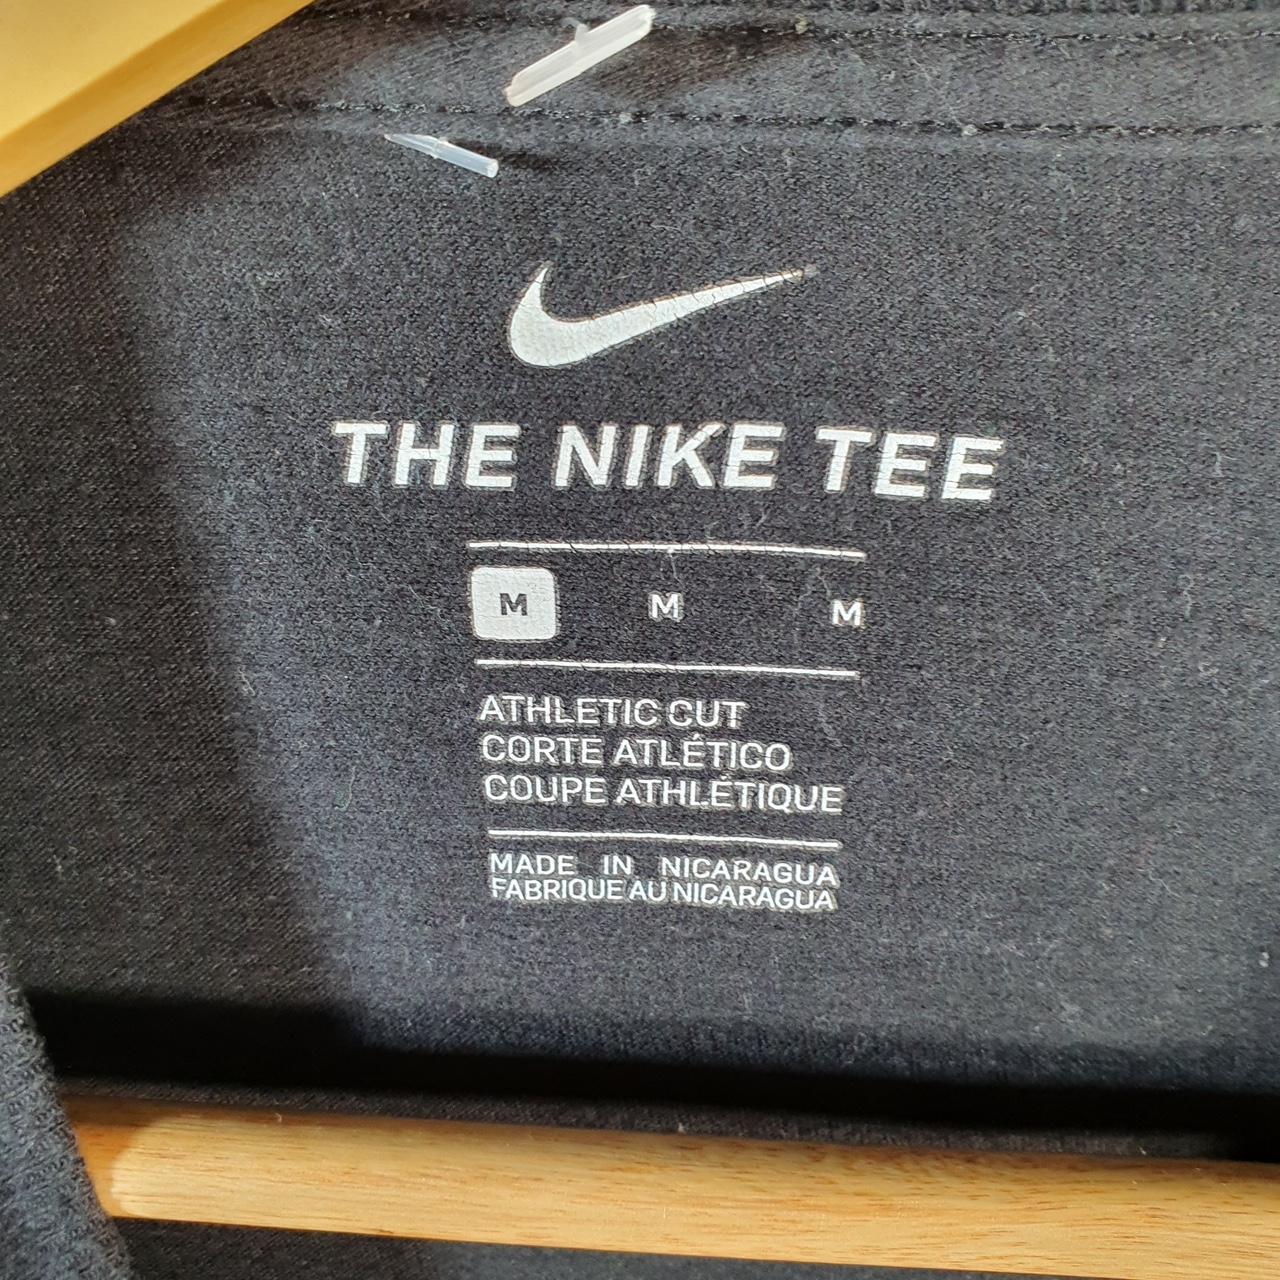 THE NIKE TEE
M M M
ATHLETIC CUT
CORTE ATLÉTICO
COUPE ATHLÉTIQUE
MADE IN NICARAGUA
FABRIQUE AU NICARAGUA